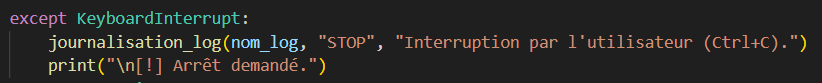 except KeyboardInterrupt:
journalisation_log(nom_log, "STOP", "Interruption par l'utilisateur (Ctrl+C).")
print("\n[!] Arrêt demandé.")